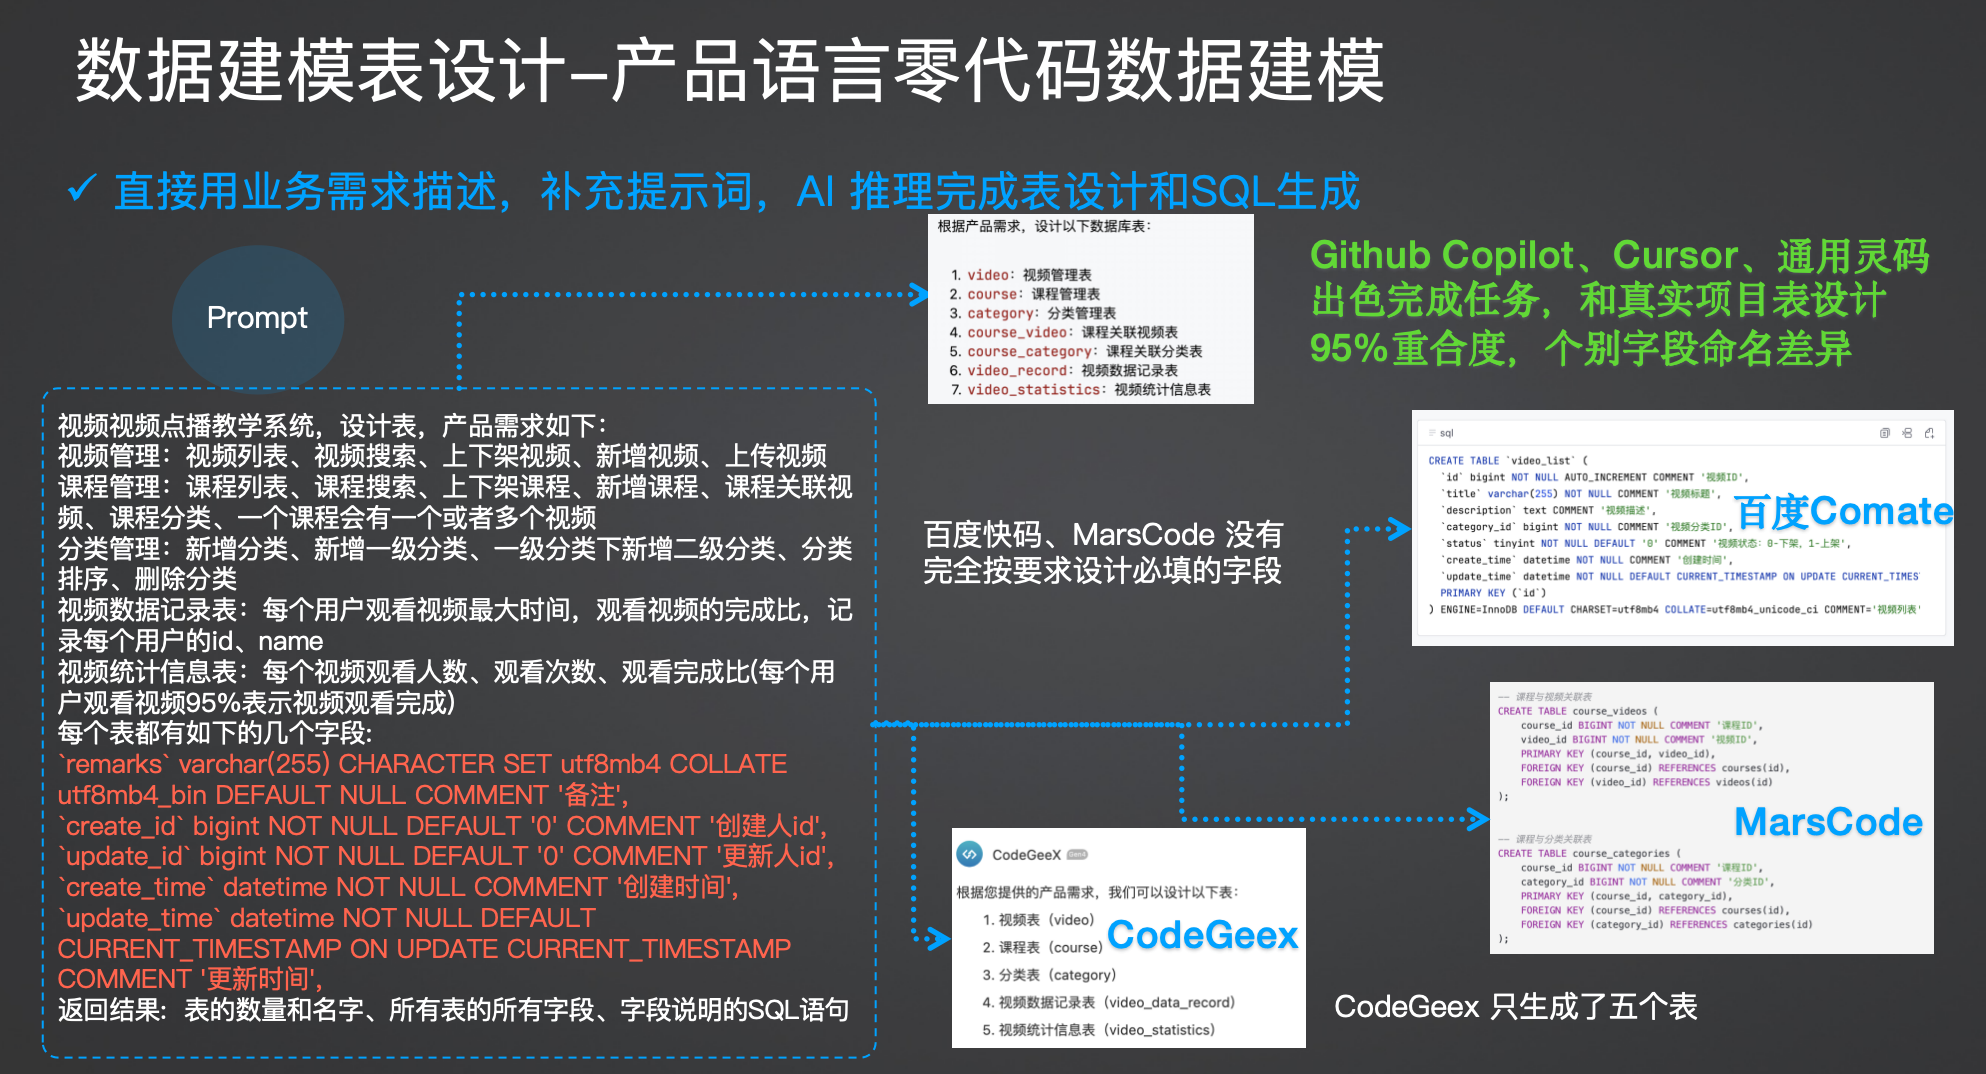 数据建模表设计–产品语言零代码数据建模
✓ 直接用业务需求描述，补充提示词，AI 推理完成表设计和SQL生成
Prompt
视频视频点播教学系统，设计表，产品需求如下：
视频管理：视频列表、视频搜索、上下架视频、新增视频、上传视频
课程管理：课程列表、课程搜索、上下架课程、新增课程、课程关联视
频、课程分类、一个课程会有一个或者多个视频
分类管理：新增分类、新增一级分类、一级分类下新增二级分类、分类
排序、删除分类
视频数据记录表：每个用户观看视频最大时间，观看视频的完成比，记
录每个用户的id、name
视频统计信息表：每个视频观看人数、观看次数、观看完成比(每个用
户观看视频95%表示视频观看完成)
每个表都有如下的几个字段:
`remarks` varchar(255) CHARACTER SET utf8mb4 COLLATE
utf8mb4_bin DEFAULT NULL COMMENT '备注',
`create_id` bigint NOT NULL DEFAULT '0' COMMENT '创建人id',
`update_id` bigint NOT NULL DEFAULT '0' COMMENT '更新人id',
`create_time` datetime NOT NULL COMMENT '创建时间',
`update_time` datetime NOT NULL DEFAULT
CURRENT_TIMESTAMP ON UPDATE CURRENT_TIMESTAMP
COMMENT '更新时间',
返回结果：表的数量和名字、所有表的所有字段、字段说明的SQL语句
根据产品需求，设计以下数据库表：
1. video：视频管理表
2. course：课程管理表
3. category：分类管理表
4. course_video：课程关联视频表
5. course_category：课程关联分类表
6. video_record：视频数据记录表
7. video_statistics：视频统计信息表
Github Copilot、Cursor、通用灵码
出色完成任务，和真实项目表设计
95%重合度，个别字段命名差异
百度快码、MarsCode 没有
完全按要求设计必填的字段
sql
CREATE TABLE `video_list` (
`id` bigint NOT NULL AUTO_INCREMENT COMMENT '视频ID',
`title` varchar(255) NOT NULL COMMENT '视频标题',
`description` text COMMENT '视频描述',
`category_id` bigint NOT NULL COMMENT '视频分类ID',
`status` tinyint NOT NULL DEFAULT '0' COMMENT '视频状态：0-下架，1-上架',
`create_time` datetime NOT NULL COMMENT '创建时间',
`update_time` datetime NOT NULL DEFAULT CURRENT_TIMESTAMP ON UPDATE CURRENT_TIMES
PRIMARY KEY (`id`)
) ENGINE=InnoDB DEFAULT CHARSET=utf8mb4 COLLATE=utf8mb4_unicode_ci COMMENT='视频列表'
百度Comate
-- 课程与视频关联表
CREATE TABLE course_videos (
course_id BIGINT NOT NULL COMMENT '课程ID',
video_id BIGINT NOT NULL COMMENT '视频ID',
PRIMARY KEY (course_id, video_id),
FOREIGN KEY (course_id) REFERENCES courses(id),
FOREIGN KEY (video_id) REFERENCES videos(id)
);
MarsCode
-- 课程与分类关联表
CREATE TABLE course_categories (
course_id BIGINT NOT NULL COMMENT '课程ID',
category_id BIGINT NOT NULL COMMENT '分类ID',
PRIMARY KEY (course_id, category_id),
FOREIGN KEY (course_id) REFERENCES courses(id),
FOREIGN KEY (category_id) REFERENCES categories(id)
);
CodeGeeX Gen4
根据您提供的产品需求，我们可以设计以下表：
1. 视频表（video）
2. 课程表（course）
3. 分类表（category）
4. 视频数据记录表（video_data_record）
5. 视频统计信息表（video_statistics）
CodeGeex
CodeGeex 只生成了五个表